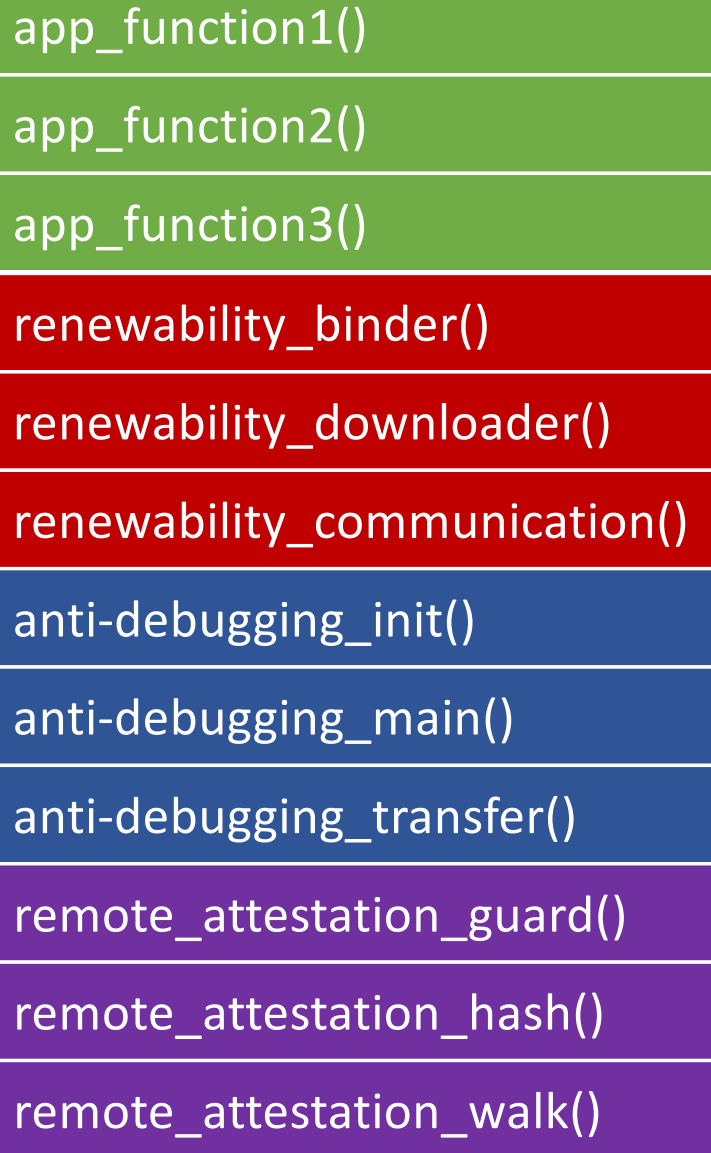 app_function1()
app_function2()
app_function3()
renewability_binder()
renewability_downloader()
renewability_communication()
anti-debugging_init()
anti-debugging_main()
anti-debugging_transfer()
remote_attestation_guard()
remote_attestation_hash()
remote_attestation_walk()